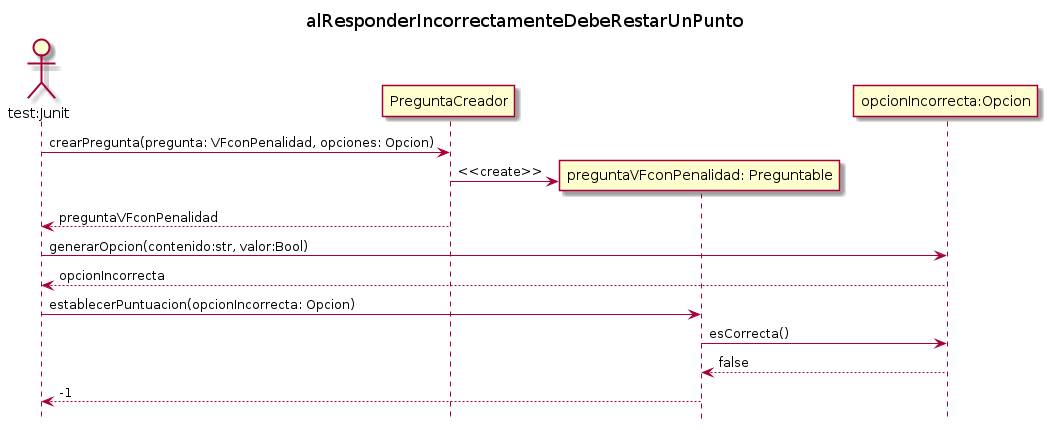 alResponderIncorrectamenteDebeRestarUnPunto
test:Junit
PreguntaCreador
opcionIncorrecta:Opcion
crearPregunta(pregunta: VFconPenalidad, opciones: Opcion)
<<create>>
preguntaVFconPenalidad: Preguntable
preguntaVFconPenalidad
generarOpcion(contenido:str, valor:Bool)
opcionIncorrecta
establecerPuntuacion(opcionIncorrecta: Opcion)
esCorrecta()
false
-1